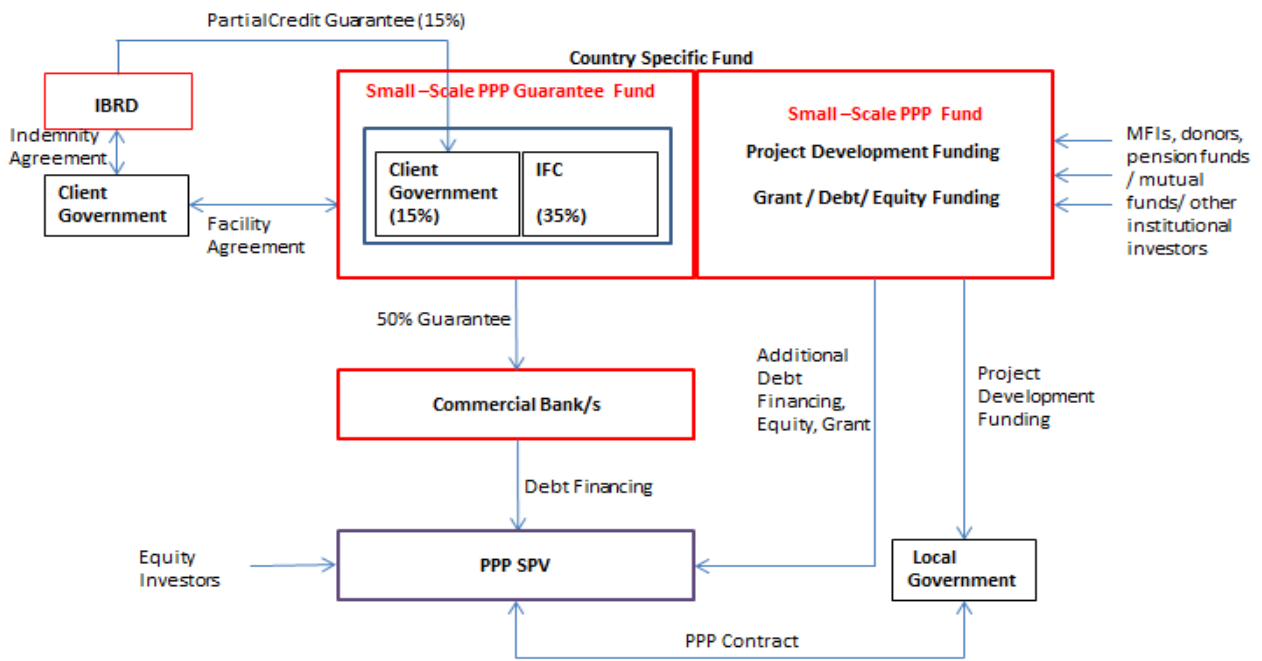 Partial Credit Guarantee (15%)
Country Specific Fund
IBRD
Small –Scale PPP Guarantee Fund
Small –Scale PPP Fund
Project Development Funding
Grant / Debt/ Equity Funding
MFIs, donors,
pension funds
/ mutual
funds/ other
institutional
investors
Indemnity
Agreement
Client
Government
Client
Government
(15%)
IFC
(35%)
Facility
Agreement
50% Guarantee
Additional
Debt
Financing,
Equity, Grant
Project
Development
Funding
Commercial Bank/s
Debt Financing
Equity
Investors
PPP SPV
Local
Government
PPP Contract